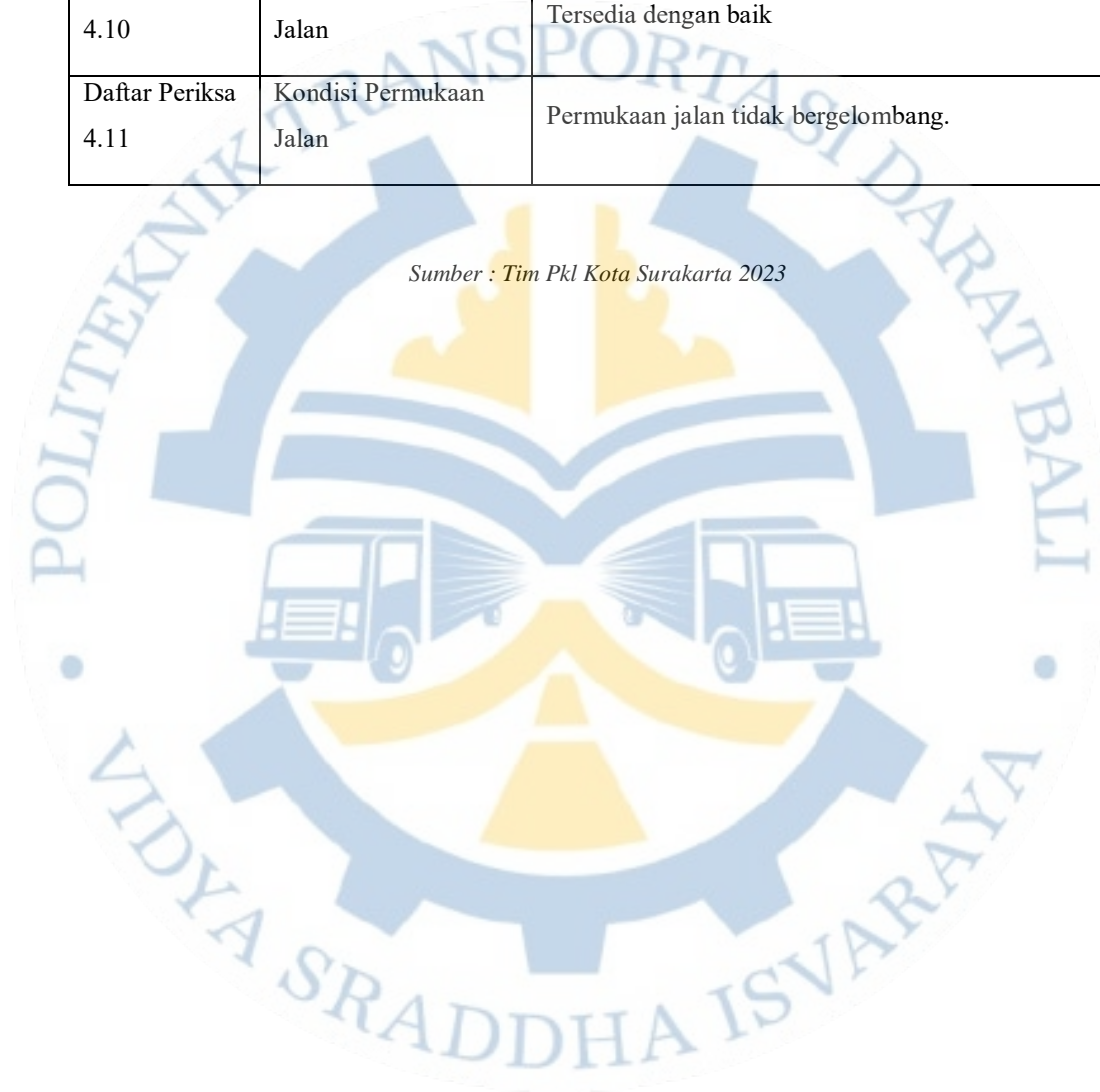 4.10
Jalan
Tersedia dengan baik
Daftar Periksa
4.11
Kondisi Permukaan
Jalan
Permukaan jalan tidak bergelombang.
Sumber : Tim Pkl Kota Surakarta 2023
POLITEKNIK TRANSPORTASI DARAT BALI
VIDYA SRADDHA ISVARAYA